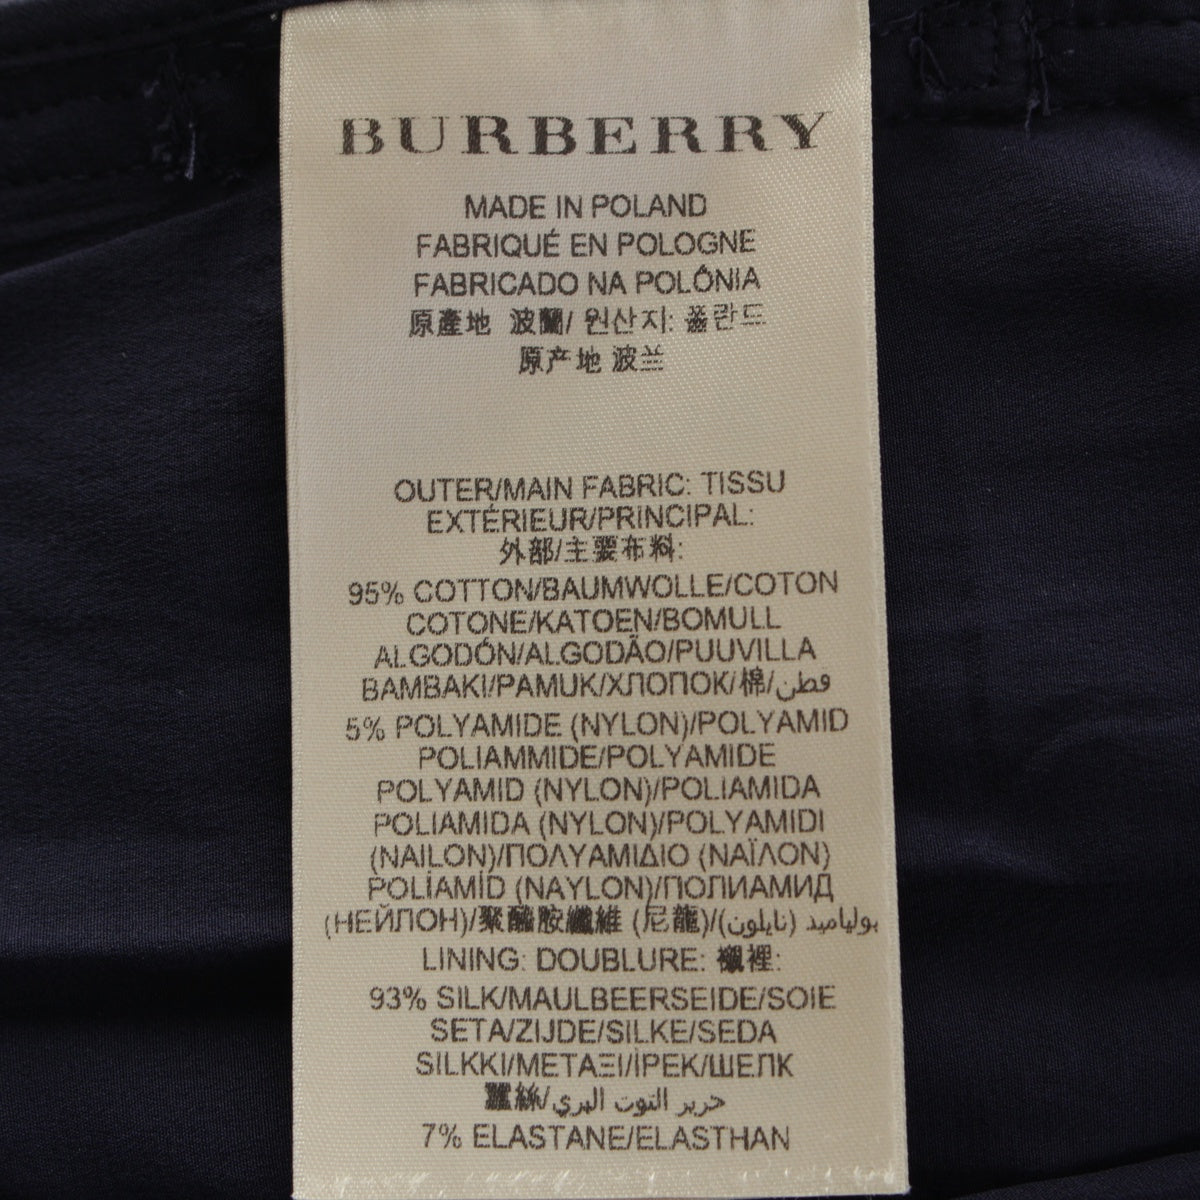 BURBERRY
MADE IN POLAND
FABRIQUÉ EN POLOGNE
FABRICADO NA POLÓNIA
原產地 波蘭/ 원산지: 폴란드
原产地 波兰
OUTER/MAIN FABRIC: TISSU
EXTÉRIEUR/PRINCIPAL:
外部/主要布料:
95% COTTON/BAUMWOLLE/COTON
COTONE/KATOEN/BOMULL
ALGODÓN/ALGODÃO/PUUVILLA
BAMBAKI/PAMUK/ХЛОПОК/棉/قطن
5% POLYAMIDE (NYLON)/POLYAMID
POLIAMMIDE/POLYAMIDE
POLYAMID (NYLON)/POLIAMIDA
POLIAMIDA (NYLON)/POLYAMIDI
(NAILON)/ΠΟΛΥΑΜΙΔΙΟ (ΝΑΪΛΟΝ)
POLİAMİD (NAYLON)/ПОЛИАМИД
(НЕЙЛОН)/聚醯胺纖維 (尼龍)/بولياميد (نايلون)
LINING: DOUBLURE: 襯裡:
93% SILK/MAULBEERSEIDE/SOIE
SETA/ZIJDE/SILKE/SEDA
SILKKI/ΜΕΤΑΞΙ/İPEK/ШЕЛК
蠶絲/حرير التوت البري
7% ELASTANE/ELASTHAN